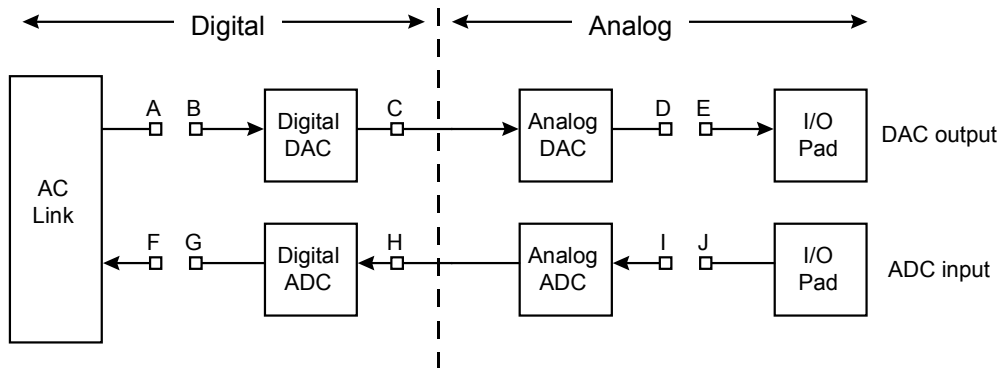 Digital
Analog
A
B
C
D
E
Digital
DAC
Analog
DAC
I/O
Pad
DAC output
AC
Link
F
G
H
I
J
Digital
ADC
Analog
ADC
I/O
Pad
ADC input